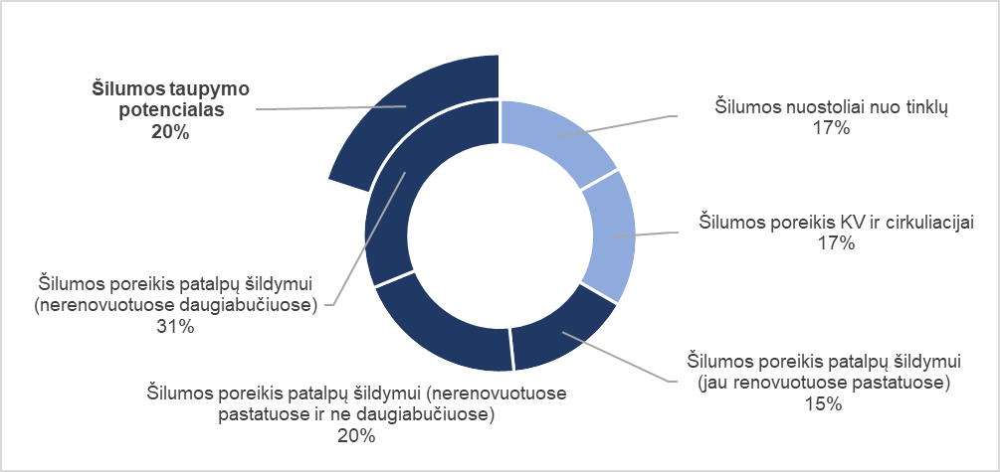 Šilumos taupymo
potencialas
20%
Šilumos nuostoliai nuo tinklų
17%
Šilumos poreikis KV ir cirkuliacijai
17%
Šilumos poreikis patalpų šildymui
(nerenovuotuose daugiabučiuose)
31%
Šilumos poreikis patalpų šildymui
(jau renovuotuose pastatuose)
15%
Šilumos poreikis patalpų šildymui (nerenovuotuose
pastatuose ir ne daugiabučiuose)
20%